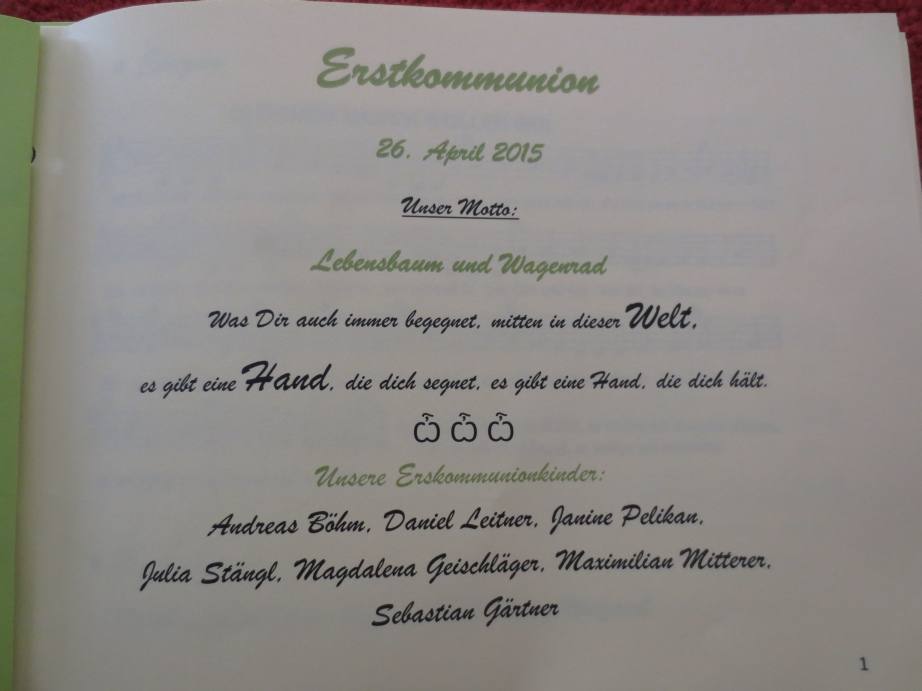 Erstkommunion
26. April 2015
Unser Motto:
Lebensbaum und Wagenrad
Was Dir auch immer begegnet, mitten in dieser Welt,
es gibt eine Hand, die dich segnet, es gibt eine Hand, die dich hält.
ѽ ѽ ѽ
Unsere Erskommunionkinder:
Andreas Böhm, Daniel Leitner, Janine Pelikan,
Julia Stängl, Magdalena Geischläger, Maximilian Mitterer,
Sebastian Gärtner
1